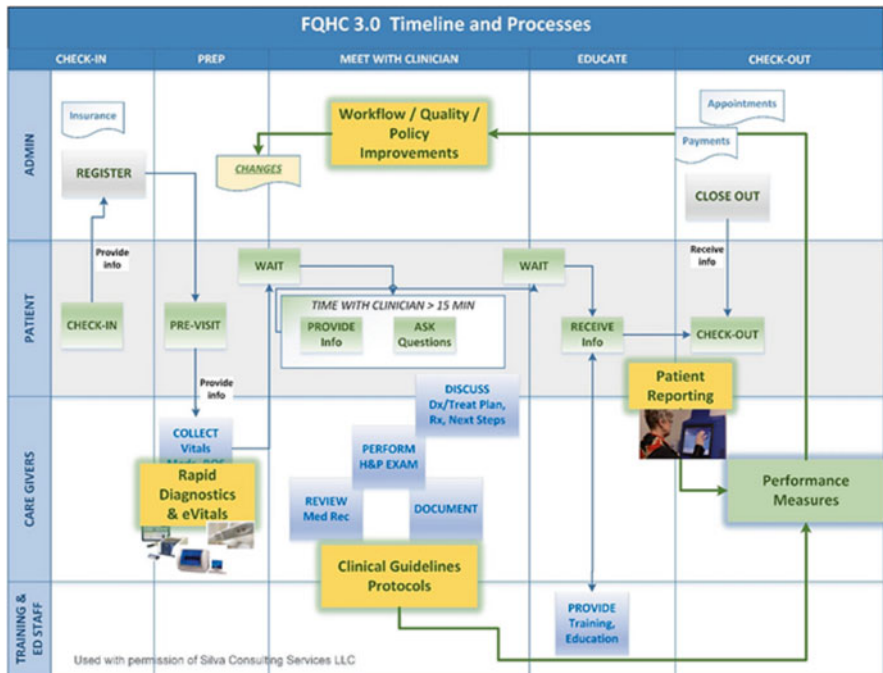 FQHC 3.0 Timeline and Processes
CHECK-IN
PREP
MEET WITH CLINICIAN
EDUCATE
CHECK-OUT
ADMIN
Insurance
REGISTER
Workflow / Quality /
Policy
Improvements
CHANGES
Appointments
Payments
CLOSE OUT
PATIENT
Provide
info
CHECK-IN
PRE-VISIT
Provide
info
WAIT
TIME WITH CLINICIAN > 15 MIN
PROVIDE
Info
ASK
Questions
WAIT
RECEIVE
Info
Receive
info
CHECK-OUT
Patient
Reporting
CARE GIVERS
COLLECT
Vitals
Rapid
Diagnostics
& eVitals
DISCUSS
Dx/Treat Plan,
Rx, Next Steps
PERFORM
H&P EXAM
REVIEW
Med Rec
DOCUMENT
Clinical Guidelines
Protocols
Performance
Measures
TRAINING &
ED STAFF
PROVIDE
Training,
Education
Used with permission of Silva Consulting Services LLC